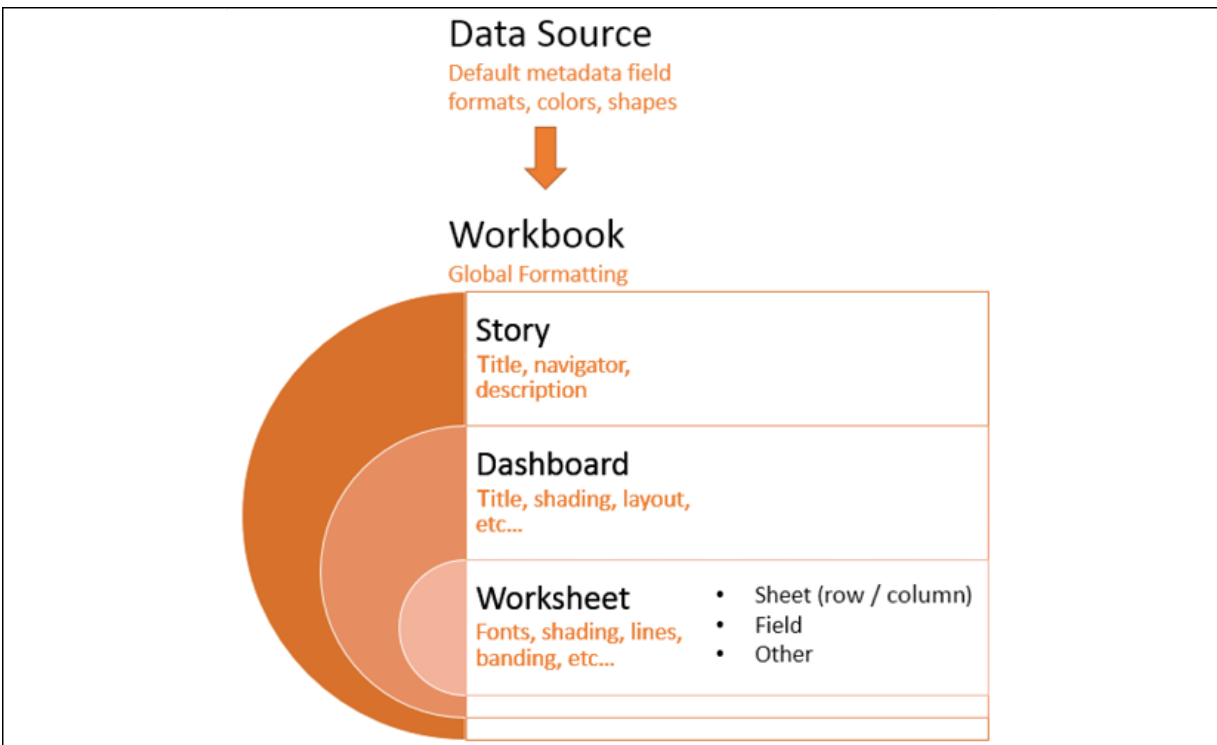 Data Source
Default metadata field
formats, colors, shapes
Workbook
Global Formatting
Story
Title, navigator,
description
Dashboard
Title, shading, layout,
etc...
Worksheet
Fonts, shading, lines,
banding, etc...
• Sheet (row / column)
• Field
• Other